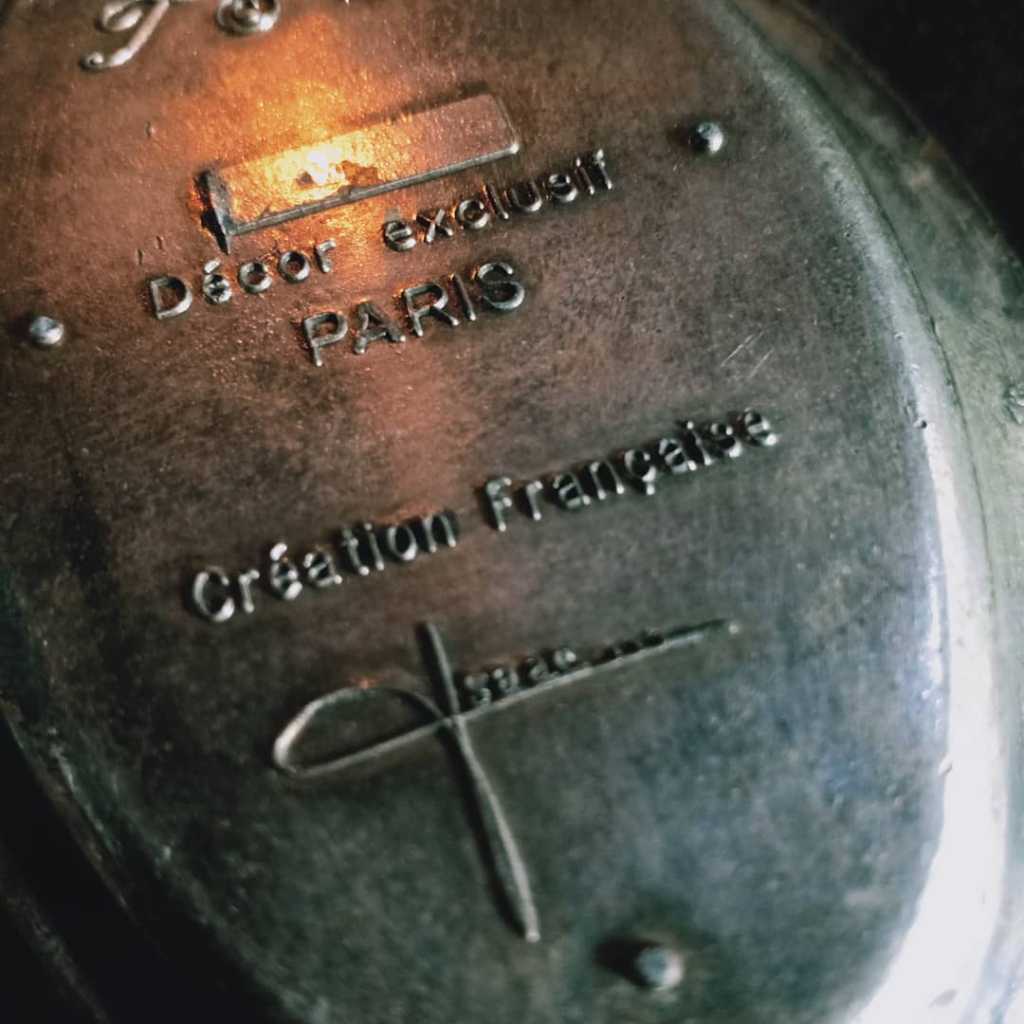 Décor exclusif
PARIS
Création Française